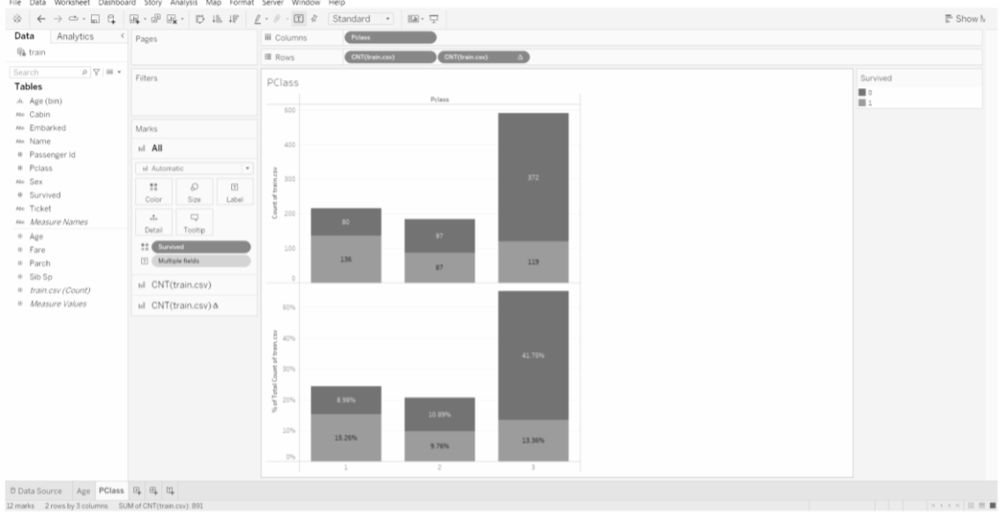 File Data Worksheet Dashboard Story Analysis Map Format Server Window Help
Standard
Show M
Data Analytics
train
Search
Tables
Age (bin)
Abc Cabin
Abc Embarked
Abc Name
# Passenger Id
# Pclass
Abc Sex
# Survived
Abc Ticket
Abc Measure Names
# Age
# Fare
# Parch
# Sib Sp
# train.csv (Count)
# Measure Values
Pages
Filters
Marks
All
Automatic
Color Size Label
Detail Tooltip
Survived
Multiple fields
CNT(train.csv)
CNT(train.csv) Δ
Columns Pclass
Rows CNT(train.csv) CNT(train.csv) Δ
PClass
Pclass
Count of train.csv
500
400
300
200
100
0
80
136
97
87
372
119
% of Total Count of train.csv
50%
40%
30%
20%
10%
0%
8.98%
15.26%
10.89%
9.76%
41.75%
13.36%
1 2 3
Survived
0
1
Data Source Age PClass
12 marks 2 rows by 3 columns SUM of CNT(train.csv): 891